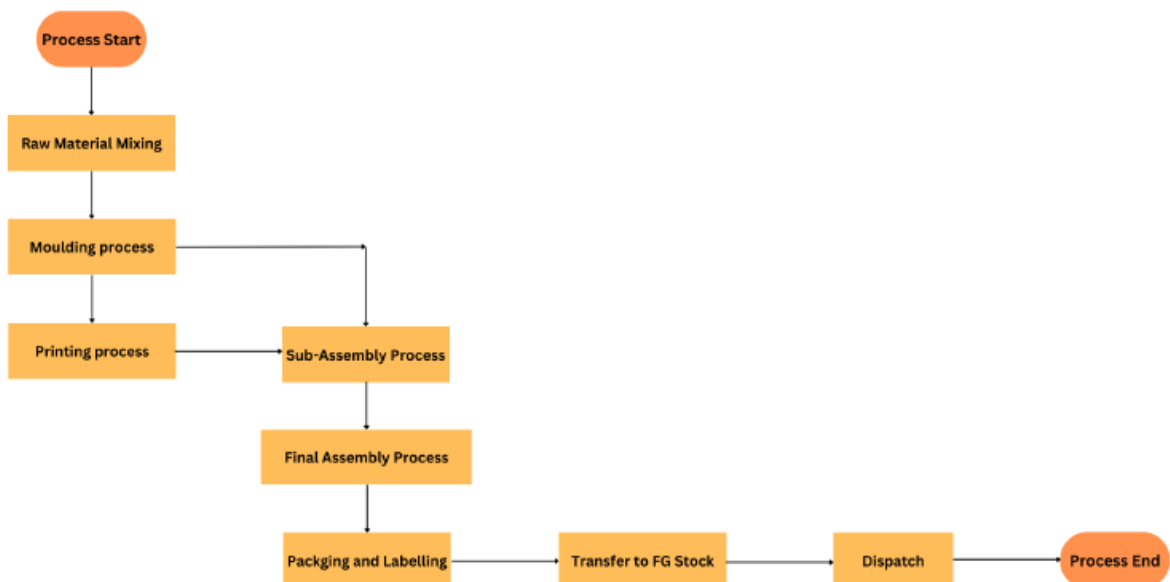 Process Start
Raw Material Mixing
Moulding process
Printing process
Sub-Assembly Process
Final Assembly Process
Packging and Labelling
Transfer to FG Stock
Dispatch
Process End